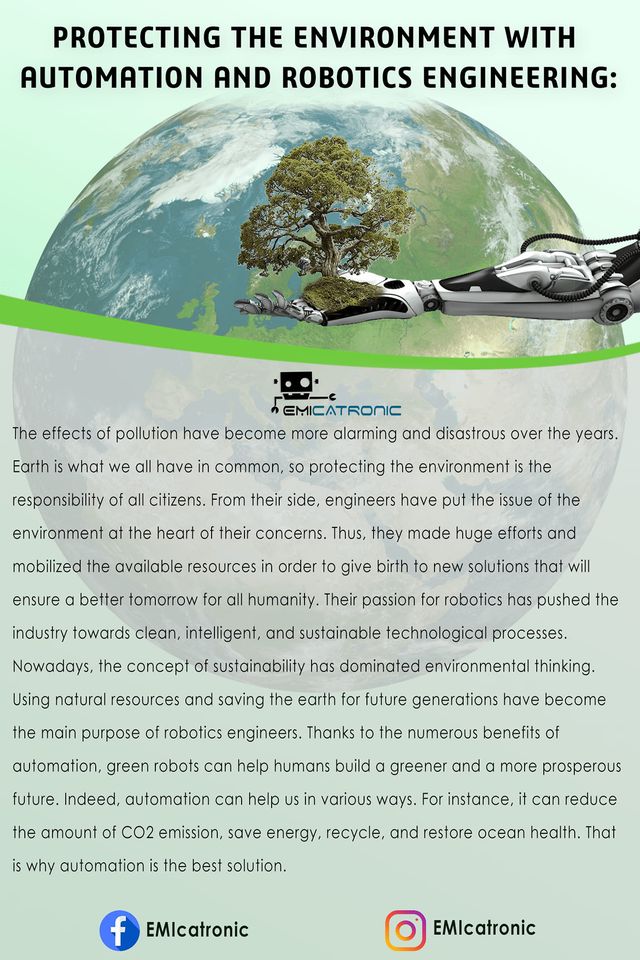 PROTECTING THE ENVIRONMENT WITH
AUTOMATION AND ROBOTICS ENGINEERING:
EMICATRONIC
The effects of pollution have become more alarming and disastrous over the years.
Earth is what we all have in common, so protecting the environment is the
responsibility of all citizens. From their side, engineers have put the issue of the
environment at the heart of their concerns. Thus, they made huge efforts and
mobilized the available resources in order to give birth to new solutions that will
ensure a better tomorrow for all humanity. Their passion for robotics has pushed the
industry towards clean, intelligent, and sustainable technological processes.
Nowadays, the concept of sustainability has dominated environmental thinking.
Using natural resources and saving the earth for future generations have become
the main purpose of robotics engineers. Thanks to the numerous benefits of
automation, green robots can help humans build a greener and a more prosperous
future. Indeed, automation can help us in various ways. For instance, it can reduce
the amount of CO2 emission, save energy, recycle, and restore ocean health. That
is why automation is the best solution.
EMIcatronic
EMIcatronic